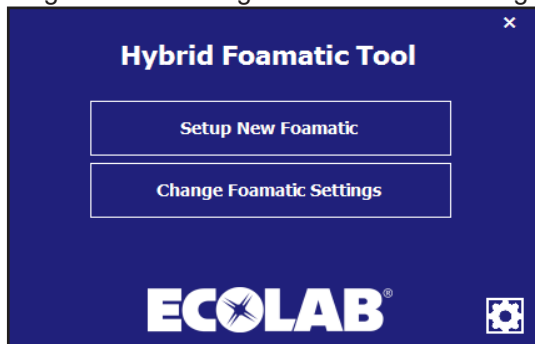 ×
Hybrid Foamatic Tool
Setup New Foamatic
Change Foamatic Settings
ECOLAB®